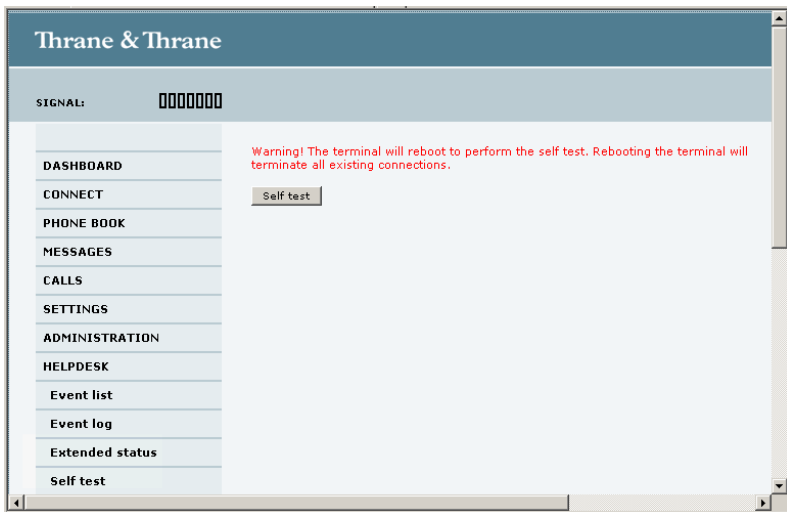 Thrane & Thrane
SIGNAL:
DASHBOARD
CONNECT
PHONE BOOK
MESSAGES
CALLS
SETTINGS
ADMINISTRATION
HELPDESK
Event list
Event log
Extended status
Self test
Warning! The terminal will reboot to perform the self test. Rebooting the terminal will
terminate all existing connections.
Self test